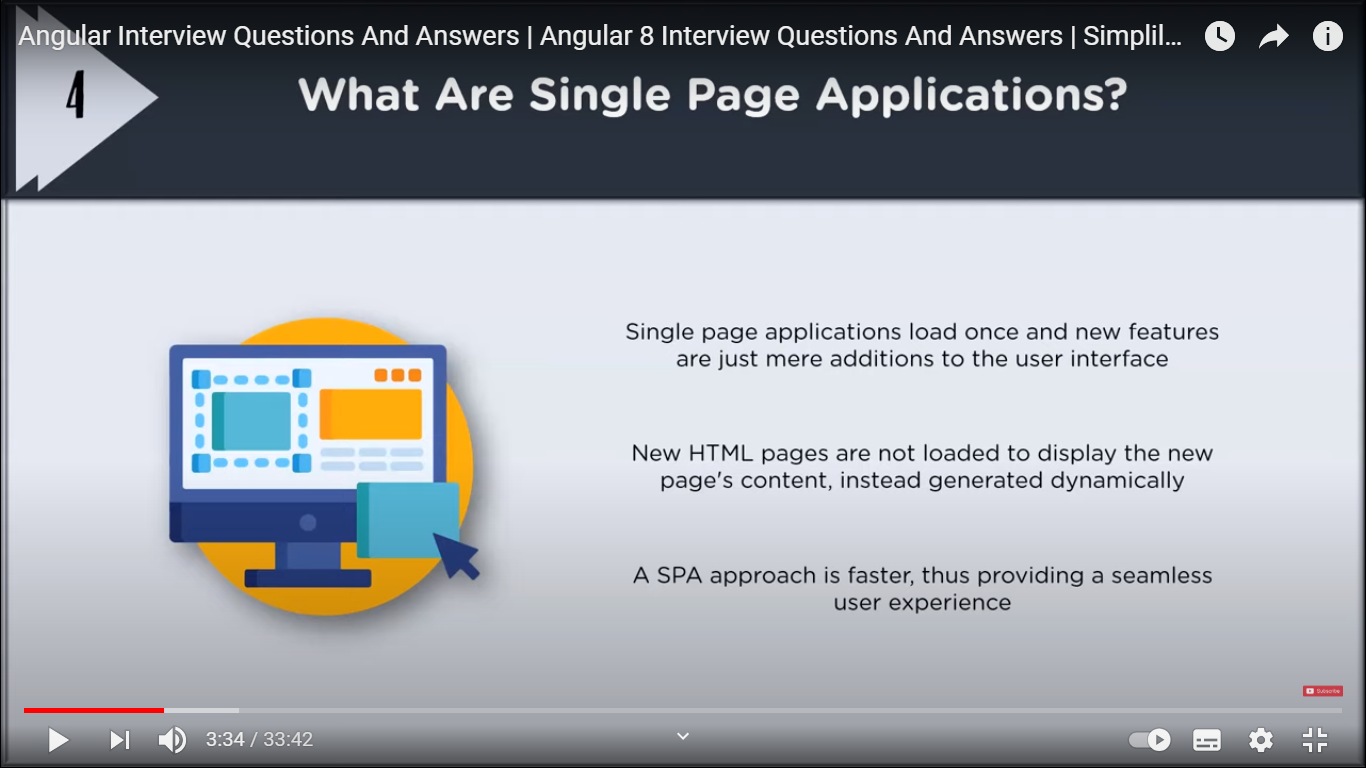 Angular Interview Questions And Answers | Angular 8 Interview Questions And Answers | Simplil...
4
What Are Single Page Applications?
Single page applications load once and new features
are just mere additions to the user interface
New HTML pages are not loaded to display the new
page's content, instead generated dynamically
A SPA approach is faster, thus providing a seamless
user experience
Subscribe
3:34 / 33:42